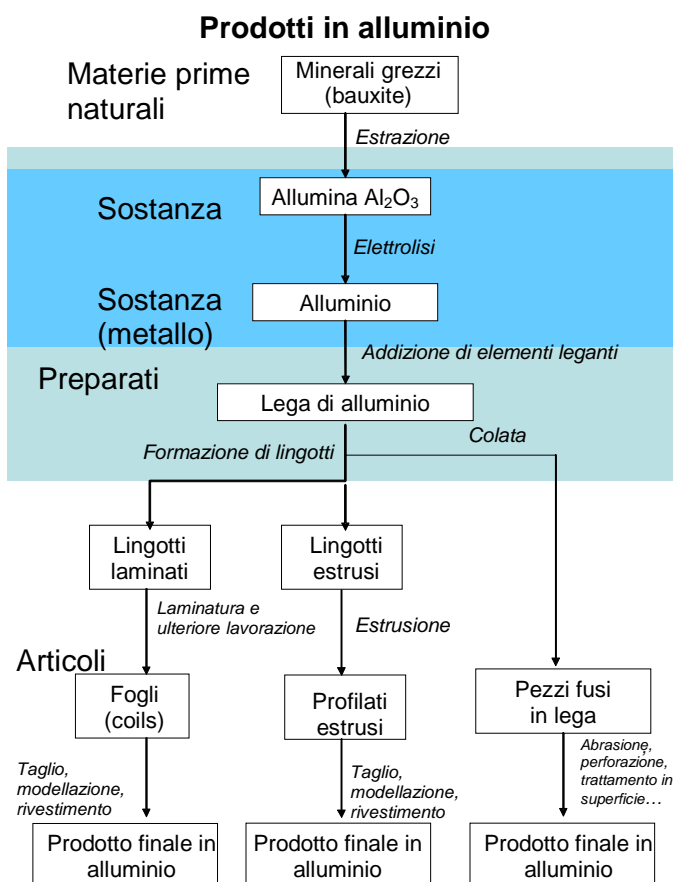 Prodotti in alluminio
Materie prime
naturali
Minerali grezzi
(bauxite)
Estrazione
Sostanza
Allumina Al₂O₃
Elettrolisi
Sostanza
(metallo)
Alluminio
Addizione di elementi leganti
Preparati
Lega di alluminio
Colata
Formazione di lingotti
Lingotti
laminati
Lingotti
estrusi
Laminatura e
ulteriore lavorazione
Estrusione
Articoli
Fogli
(coils)
Profilati
estrusi
Pezzi fusi
in lega
Taglio,
modellazione,
rivestimento
Taglio,
modellazione,
rivestimento
Abrasione,
perforazione,
trattamento in
superficie…
Prodotto finale in
alluminio
Prodotto finale in
alluminio
Prodotto finale in
alluminio